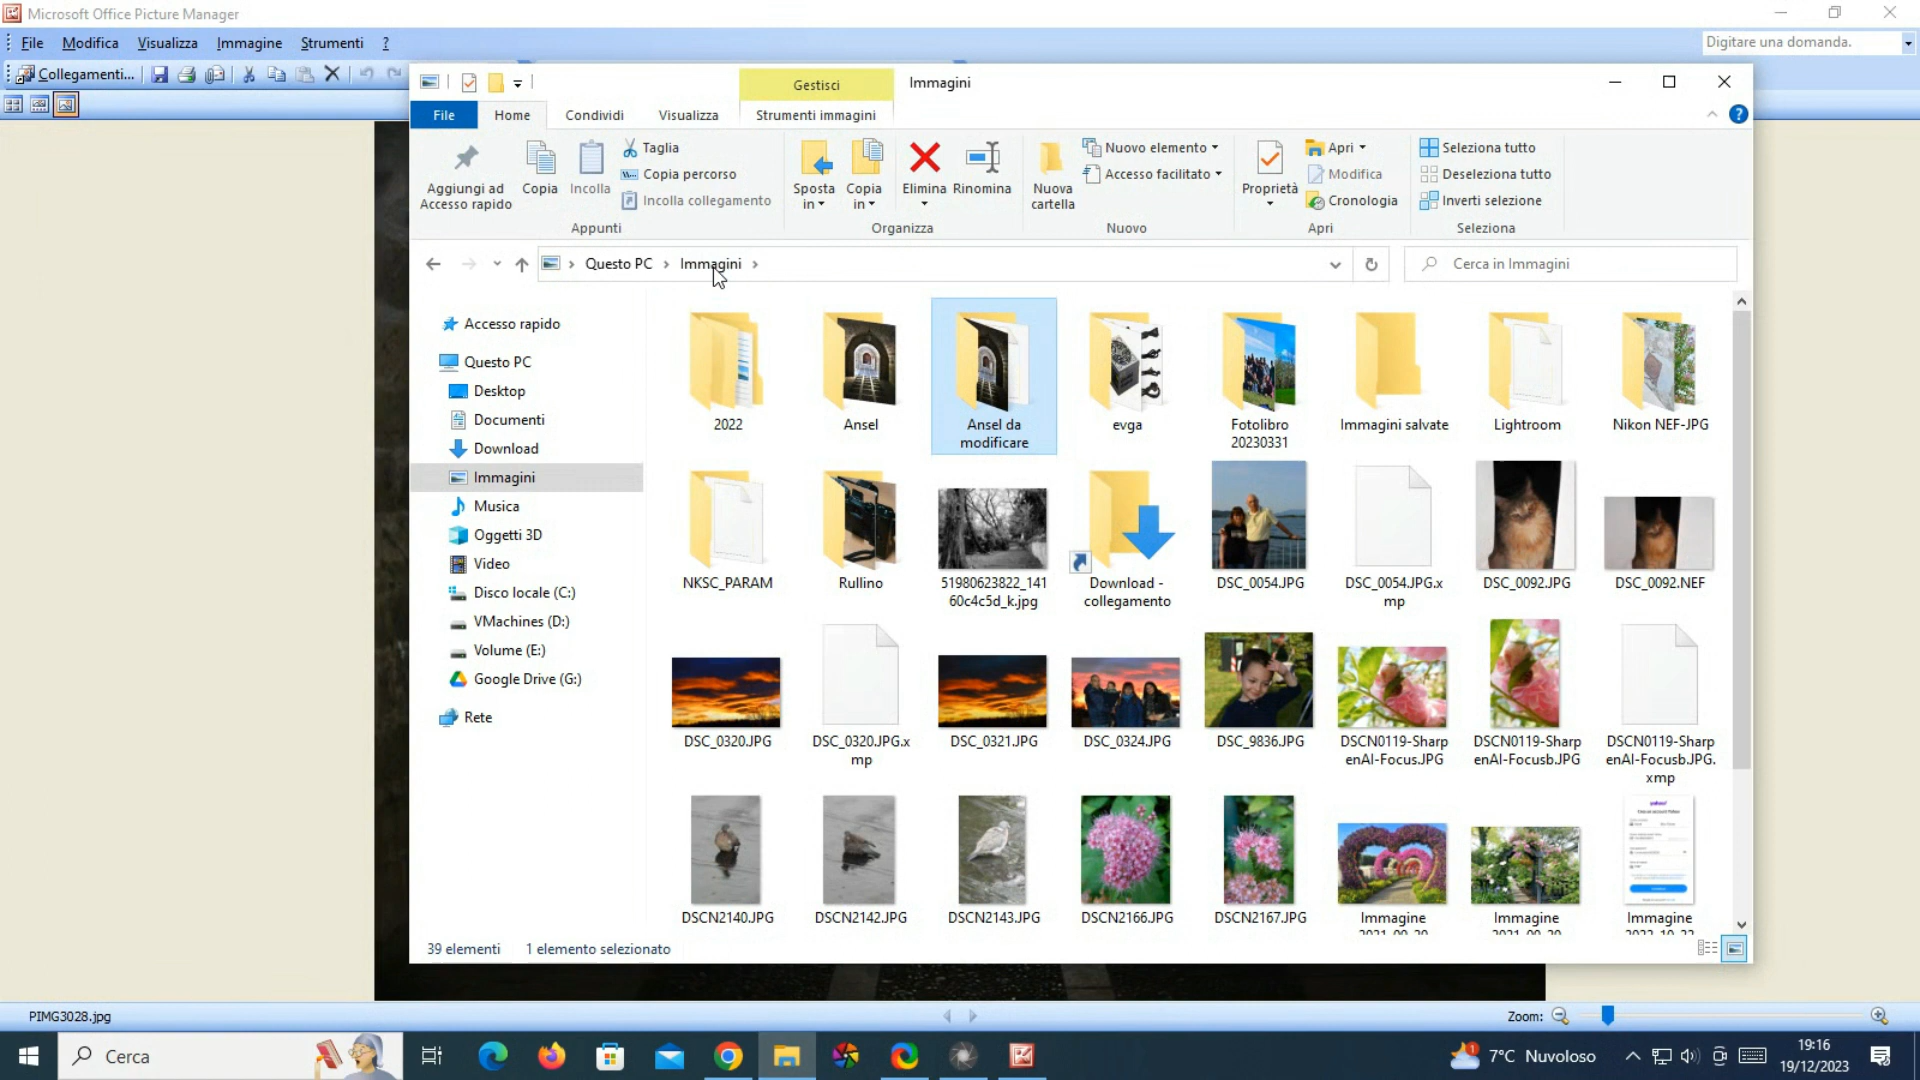 Microsoft Office Picture Manager
File Modifica Visualizza Immagine Strumenti ?
Digitare una domanda.
Collegamenti...
Gestisci
Immagini
File Home Condividi Visualizza Strumenti immagini
Aggiungi ad
Accesso rapido
Copia
Incolla
Taglia
Copia percorso
Incolla collegamento
Appunti
Sposta
in
Copia
in
Elimina
Rinomina
Organizza
Nuova
cartella
Nuovo elemento
Accesso facilitato
Nuovo
Proprietà
Apri
Modifica
Cronologia
Apri
Seleziona tutto
Deseleziona tutto
Inverti selezione
Seleziona
Questo PC > Immagini >
Cerca in Immagini
Accesso rapido
Questo PC
Desktop
Documenti
Download
Immagini
Musica
Oggetti 3D
Video
Disco locale (C:)
VMachines (D:)
Volume (E:)
Google Drive (G:)
Rete
2022
Ansel
Ansel da
modificare
evga
Fotolibro
20230331
Immagini salvate
Lightroom
Nikon NEF-JPG
NKSC_PARAM
Rullino
51980623822_141
60c4c5d_k.jpg
Download -
collegamento
DSC_0054.JPG
DSC_0054.JPG.x
mp
DSC_0092.JPG
DSC_0092.NEF
DSC_0320.JPG
DSC_0320.JPG.x
mp
DSC_0321.JPG
DSC_0324.JPG
DSC_9836.JPG
DSCN0119-Sharp
enAI-Focus.JPG
DSCN0119-Sharp
enAI-Focusb.JPG
DSCN0119-Sharp
enAI-Focusb.JPG.
xmp
DSCN2140.JPG
DSCN2142.JPG
DSCN2143.JPG
DSCN2166.JPG
DSCN2167.JPG
Immagine
Immagine
Immagine
39 elementi 1 elemento selezionato
PIMG3028.jpg
Zoom:
Cerca
7°C Nuvoloso
19:16
19/12/2023